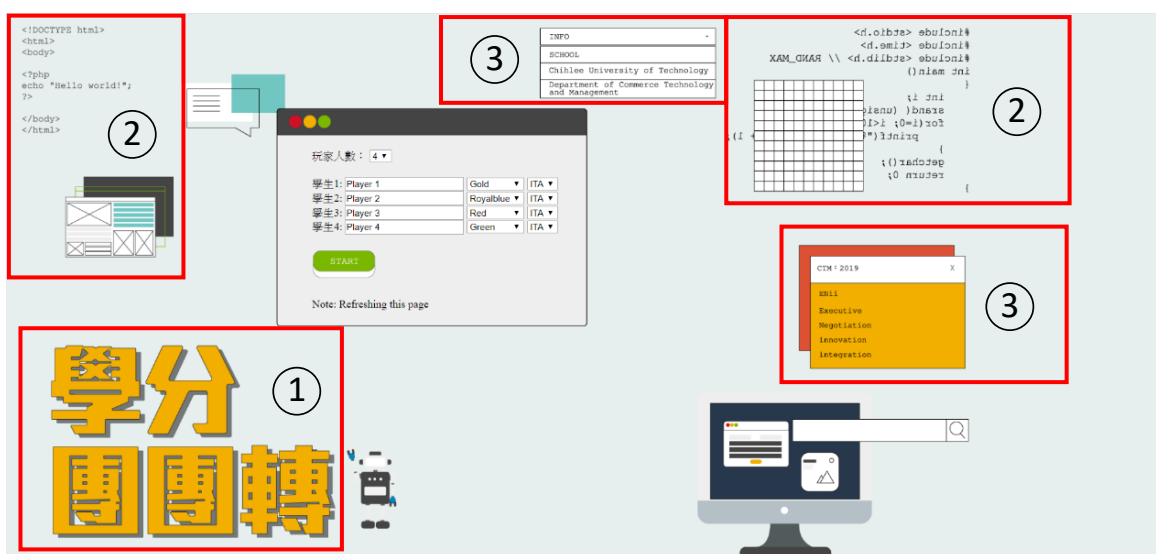 <!DOCTYPE html>
<html>
<body>
<?php
echo "Hello world!";
?>
</body>
</html>
②
③
INFO
SCHOOL
Chihlee University of Technology
Department of Commerce Technology
and Management
#include <stdio.h>
#include <time.h>
#include <stdlib.h> // RAND_MAX
int main()
{
int i;
srand(
for(i=0;
printf("
1);
}
getchar();
return 0;
}
②
玩家人數： 4
學生1: Player 1 Gold ITA
學生2: Player 2 Royalblue ITA
學生3: Player 3 Red ITA
學生4: Player 4 Green ITA
START
Note: Refreshing this page
CTM：2019 X
ENii
Executive
Negotiation
innovation
integration
③
學分
團團轉
①